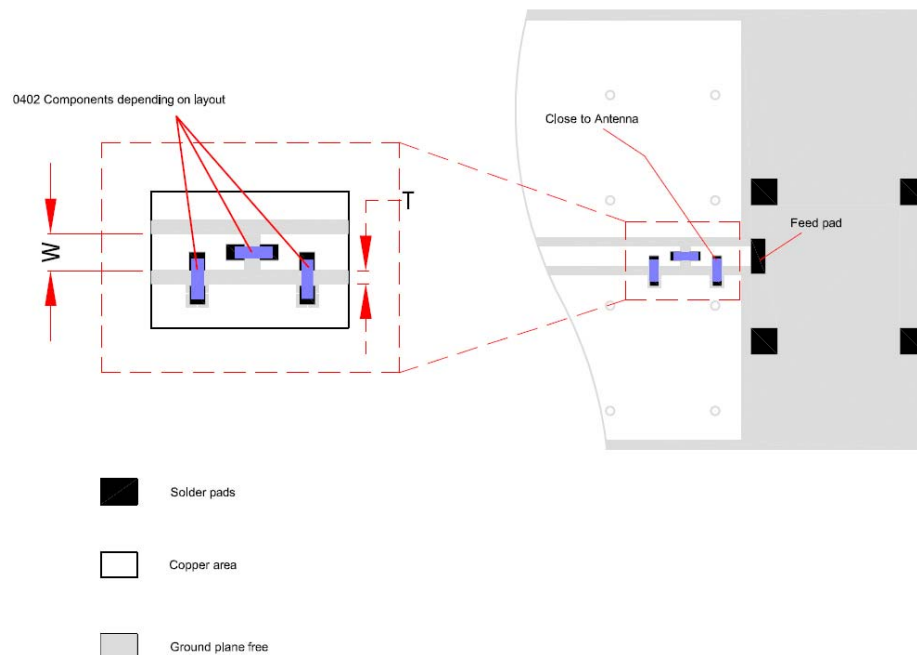 0402 Components depending on layout
Close to Antenna
T
Feed pad
W
Solder pads
Copper area
Ground plane free